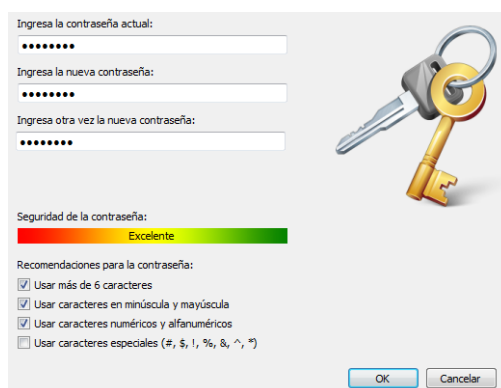 Ingresa la contraseña actual:
●●●●●●●●
Ingresa la nueva contraseña:
●●●●●●●●
Ingresa otra vez la nueva contraseña:
●●●●●●●●
Seguridad de la contraseña:
Excelente
Recomendaciones para la contraseña:
Usar más de 6 caracteres
Usar caracteres en minúscula y mayúscula
Usar caracteres numéricos y alfanuméricos
Usar caracteres especiales (#, $, !, %, &, ^, *)
OK Cancelar